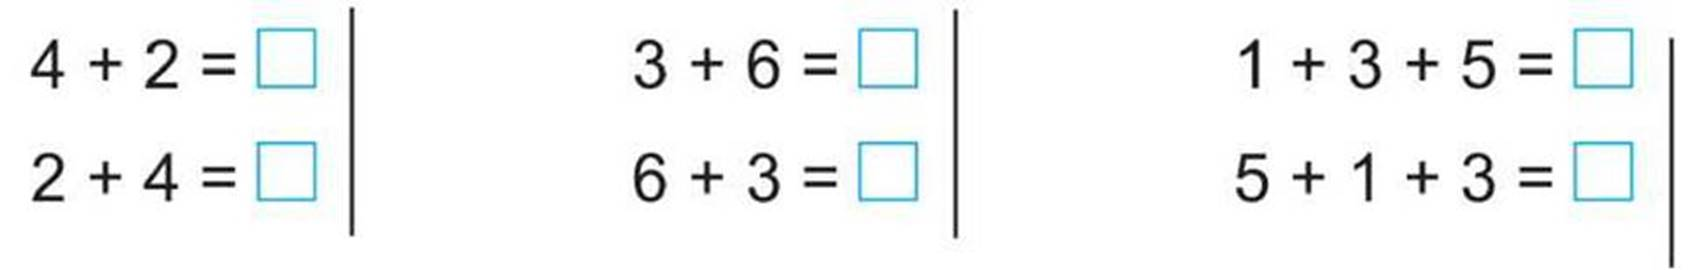 4 + 2 = □
2 + 4 = □
3 + 6 = □
6 + 3 = □
1 + 3 + 5 = □
5 + 1 + 3 = □